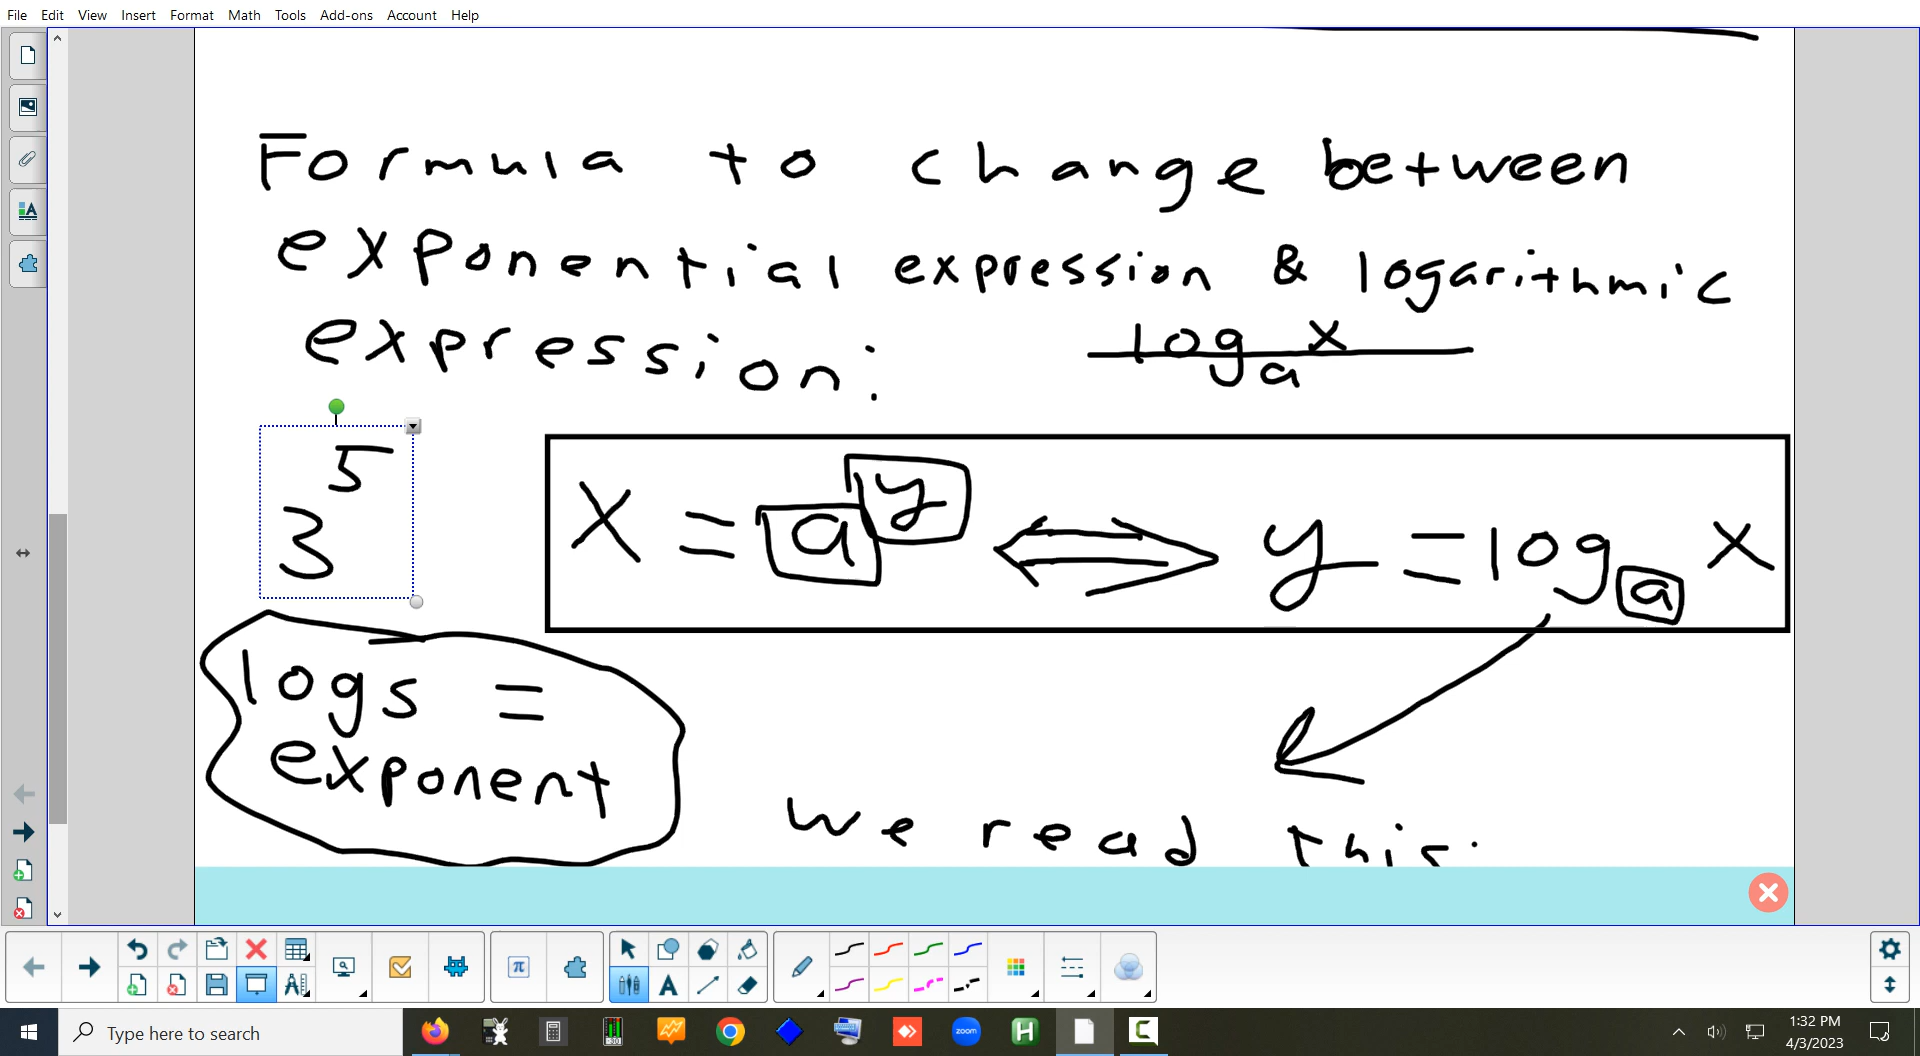 File Edit View Insert Format Math Tools Add-ons Account Help
Formula to change between
exponential expression & logarithmic
expression:
log_a x
3^5
x = a^y ⟺ y = log_a x
logs =
exponent
we read this:
π
A
zoom
H
C
Type here to search
1:32 PM
4/3/2023